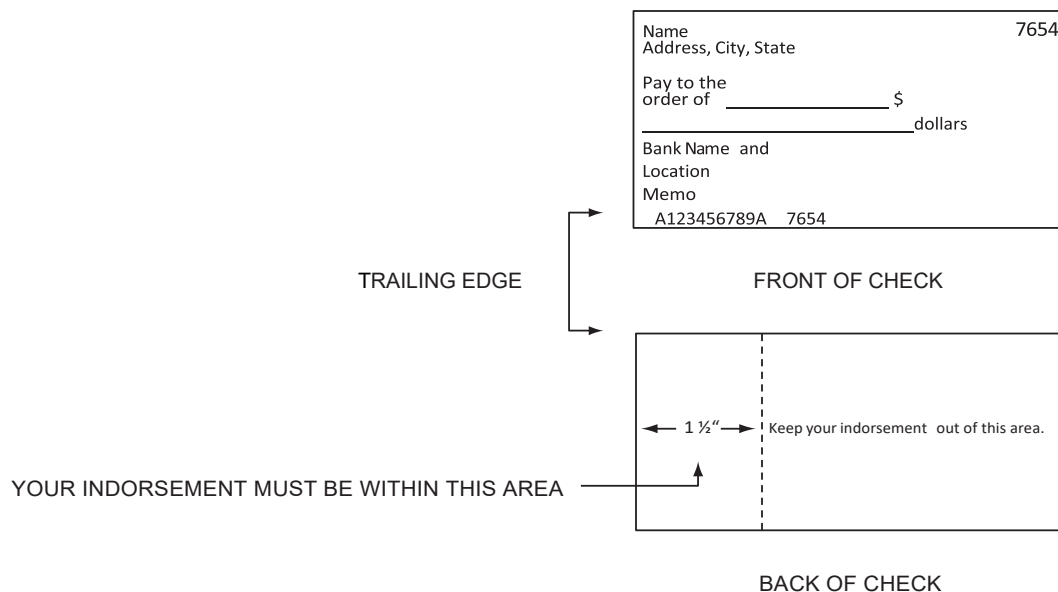 Name 7654
Address, City, State
Pay to the
order of $
dollars
Bank Name and
Location
Memo
A123456789A 7654
TRAILING EDGE FRONT OF CHECK
1 ½“ Keep your indorsement out of this area.
YOUR INDORSEMENT MUST BE WITHIN THIS AREA
BACK OF CHECK